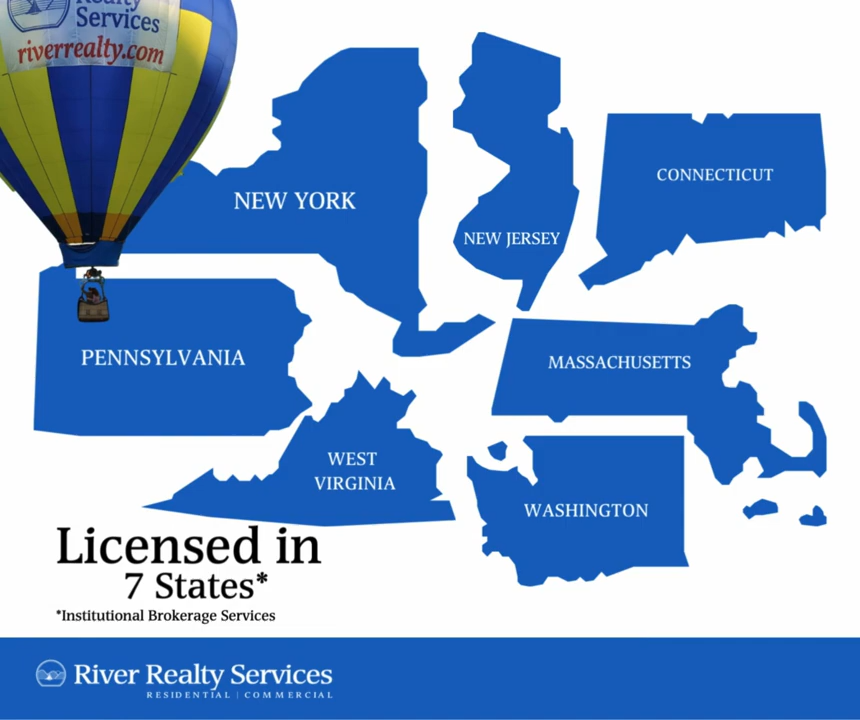 Realty
Services
riverrealty.com
NEW YORK
NEW JERSEY
CONNECTICUT
PENNSYLVANIA
MASSACHUSETTS
WEST
VIRGINIA
WASHINGTON
Licensed in
7 States*
*Institutional Brokerage Services
River Realty Services
RESIDENTIAL | COMMERCIAL